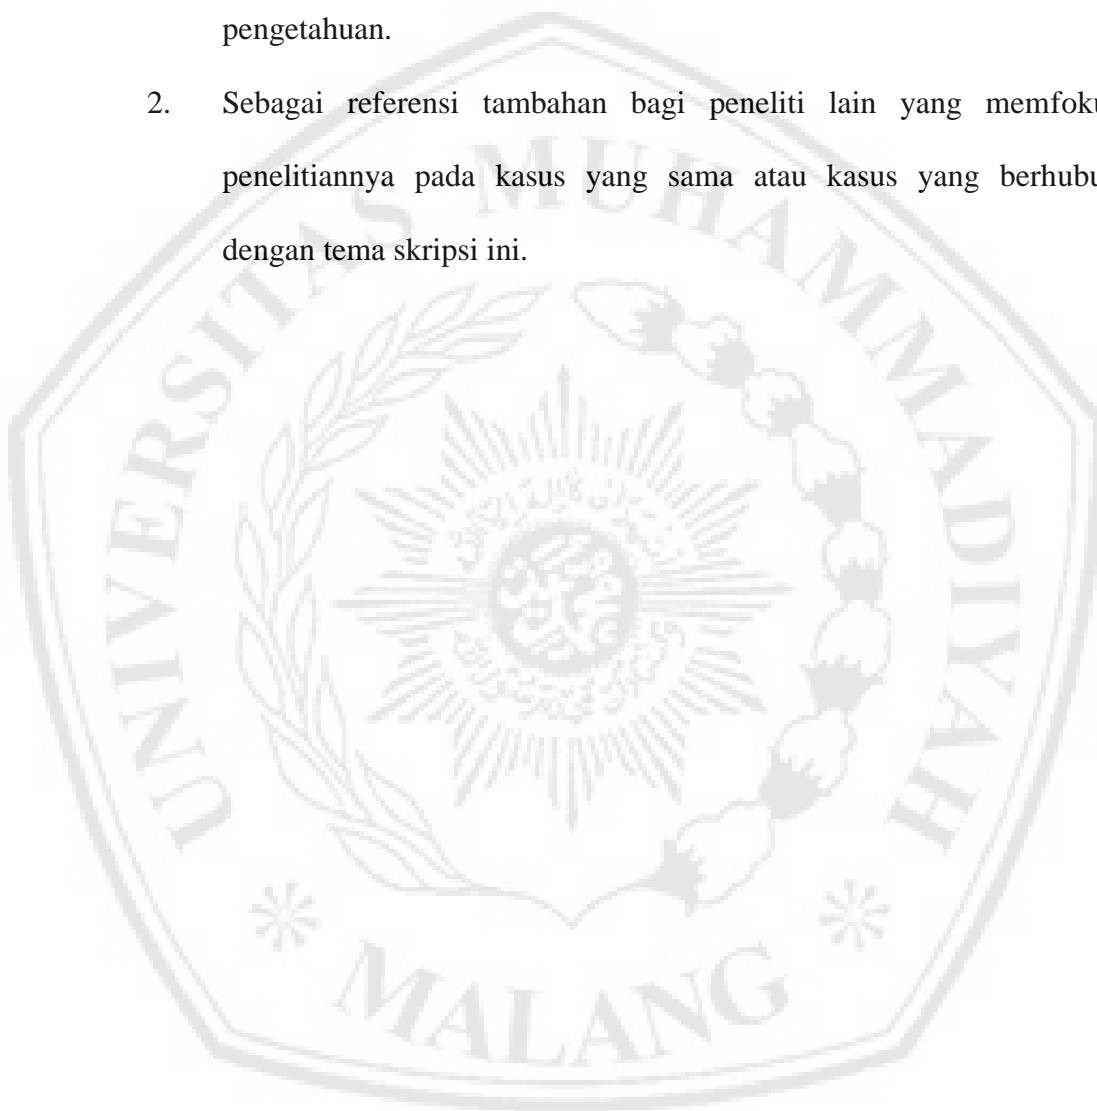 pengetahuan.
2. Sebagai referensi tambahan bagi peneliti lain yang memfoku
penelitiannya pada kasus yang sama atau kasus yang berhubu
dengan tema skripsi ini.
UNIVERSITAS MUHAMMADIYAH
MALANG